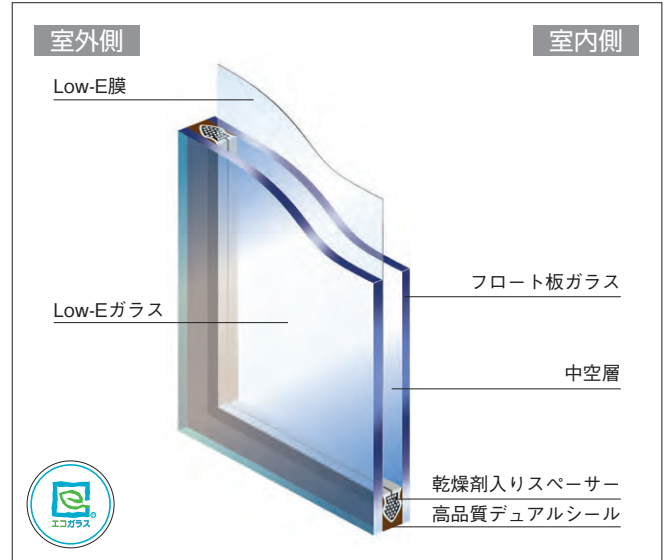 室外側
室内側
Low-E膜
フロート板ガラス
Low-Eガラス
中空層
乾燥剤入りスペーサー
高品質デュアルシール
エコガラス®